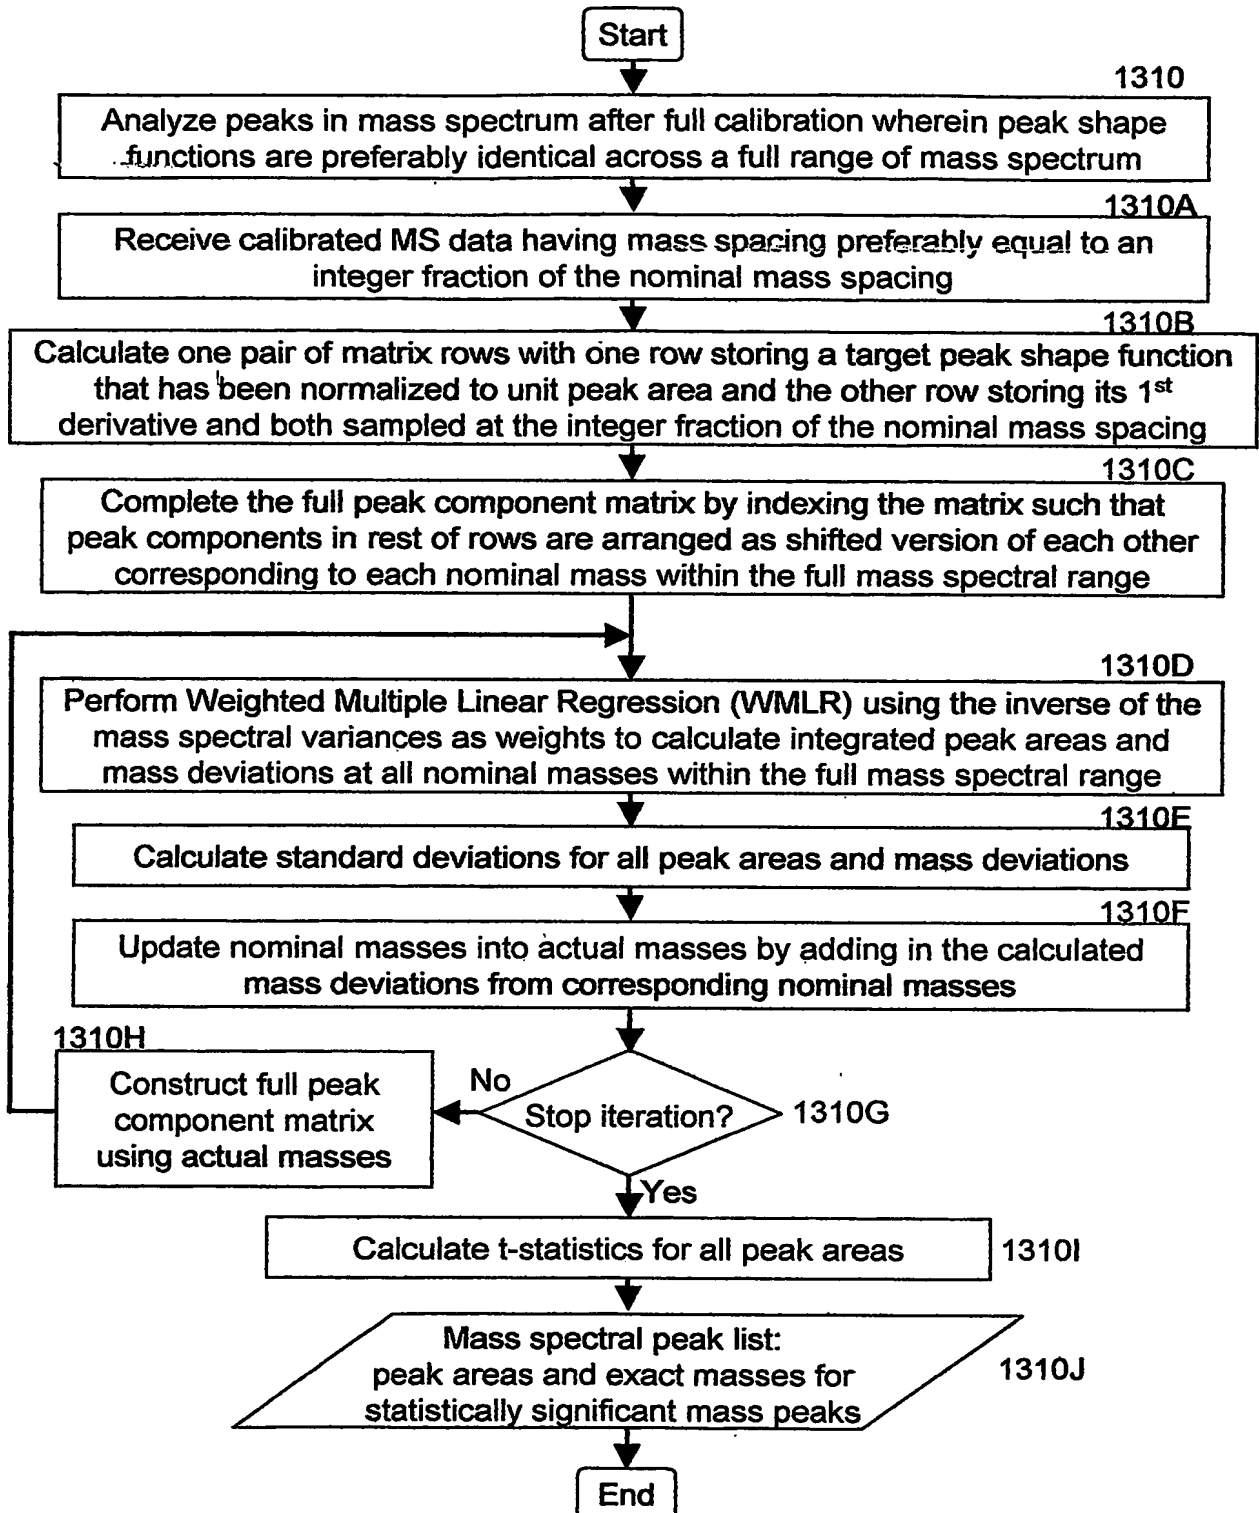 Start
1310
Analyze peaks in mass spectrum after full calibration wherein peak shape
functions are preferably identical across a full range of mass spectrum
1310A
Receive calibrated MS data having mass spacing preferably equal to an
integer fraction of the nominal mass spacing
1310B
Calculate one pair of matrix rows with one row storing a target peak shape function
that has been normalized to unit peak area and the other row storing its 1st
derivative and both sampled at the integer fraction of the nominal mass spacing
1310C
Complete the full peak component matrix by indexing the matrix such that
peak components in rest of rows are arranged as shifted version of each other
corresponding to each nominal mass within the full mass spectral range
1310D
Perform Weighted Multiple Linear Regression (WMLR) using the inverse of the
mass spectral variances as weights to calculate integrated peak areas and
mass deviations at all nominal masses within the full mass spectral range
1310E
Calculate standard deviations for all peak areas and mass deviations
1310F
Update nominal masses into actual masses by adding in the calculated
mass deviations from corresponding nominal masses
1310H
Construct full peak
component matrix
using actual masses
No
Stop iteration?
1310G
Yes
Calculate t-statistics for all peak areas
1310I
Mass spectral peak list:
peak areas and exact masses for
statistically significant mass peaks
1310J
End